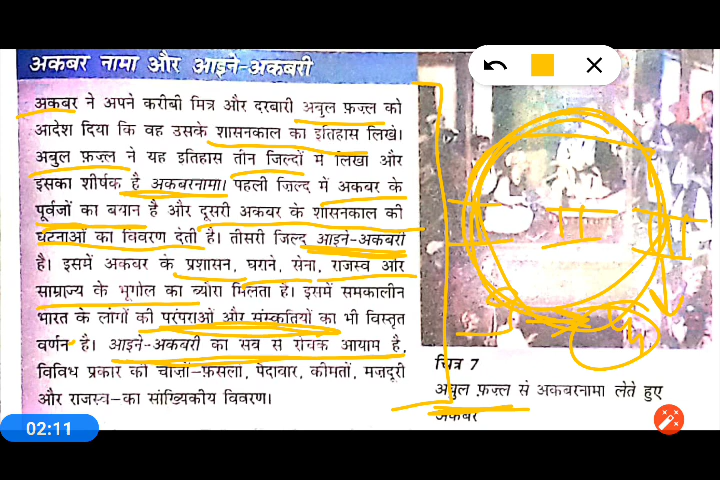 अकबर नामा और आइने-अकबरी
अकबर ने अपने करीबी मित्र और दरबारी अबुल फ़ज़्ल को
आदेश दिया कि वह उसके शासनकाल का इतिहास लिखे।
अबुल फ़ज़्ल ने यह इतिहास तीन जिल्दों में लिखा और
इसका शीर्षक है अकबरनामा। पहली जिल्द में अकबर के
पूर्वजों का बयान है और दूसरी अकबर के शासनकाल की
घटनाओं का विवरण देती है। तीसरी जिल्द आइने-अकबरी
है। इसमें अकबर के प्रशासन, घराने, सेना, राजस्व और
साम्राज्य के भूगोल का ब्योरा मिलता है। इसमें समकालीन
भारत के लोगों की परंपराओं और संस्कृतियों का भी विस्तृत
वर्णन है। आइने-अकबरी का सब से रोचक आयाम है,
विविध प्रकार की चीज़ों-फ़सलों, पैदावार, कीमतों, मज़दूरी
और राजस्व-का सांख्यिकीय विवरण।
चित्र 7
अबुल फ़ज़्ल से अकबरनामा लेते हुए
अकबर
02:11